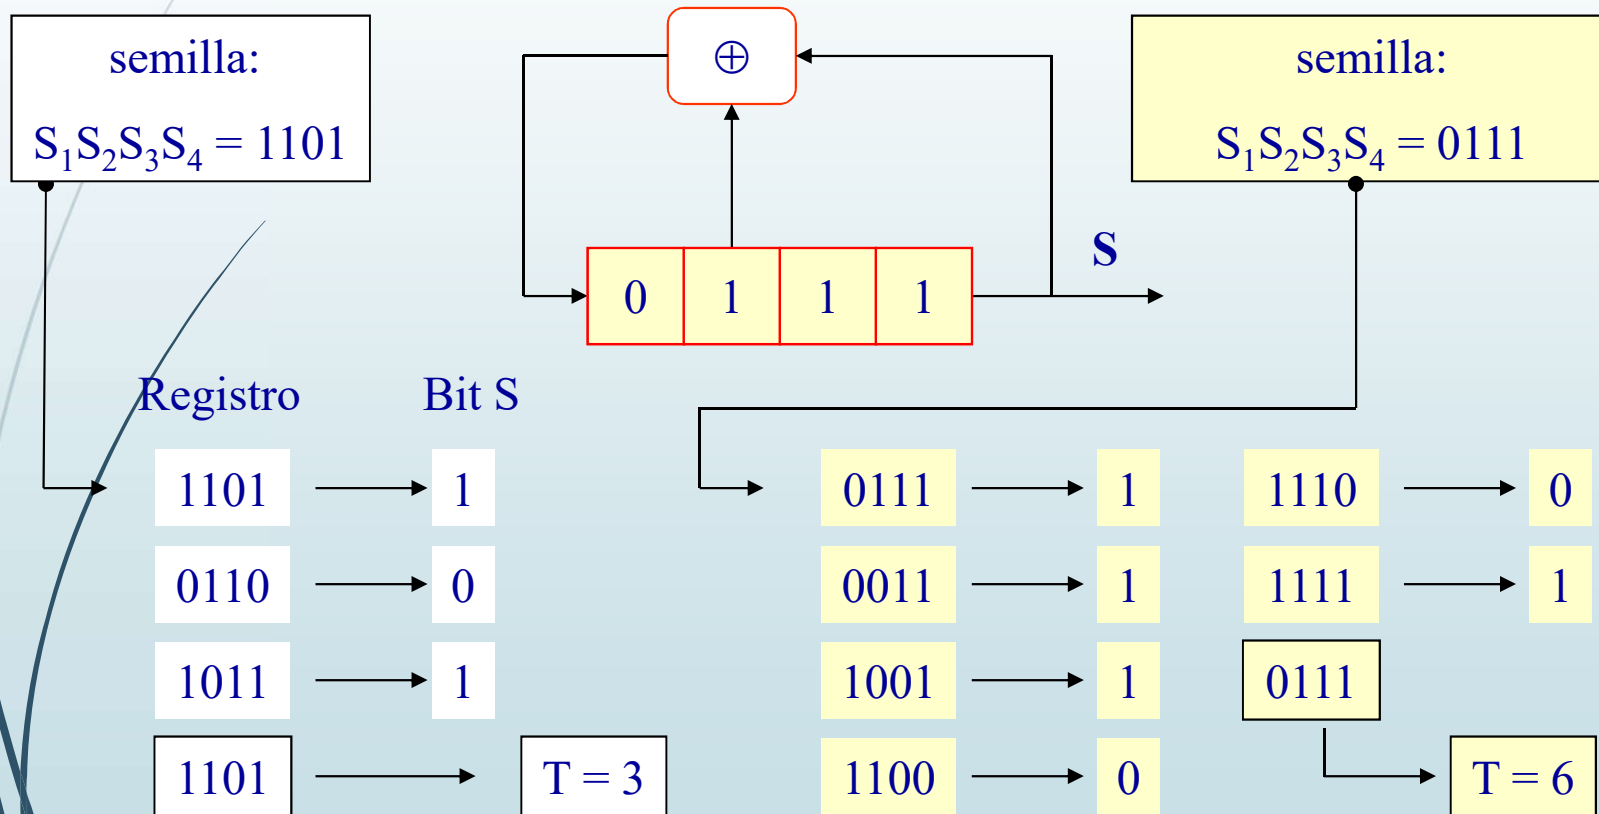 semilla:
S₁S₂S₃S₄ = 1101
⊕
semilla:
S₁S₂S₃S₄ = 0111
S
0 1 1 1
Registro Bit S
1101 1
0110 0
1011 1
1101 T = 3
0111 1
0011 1
1001 1
1100 0
1110 0
1111 1
0111
T = 6